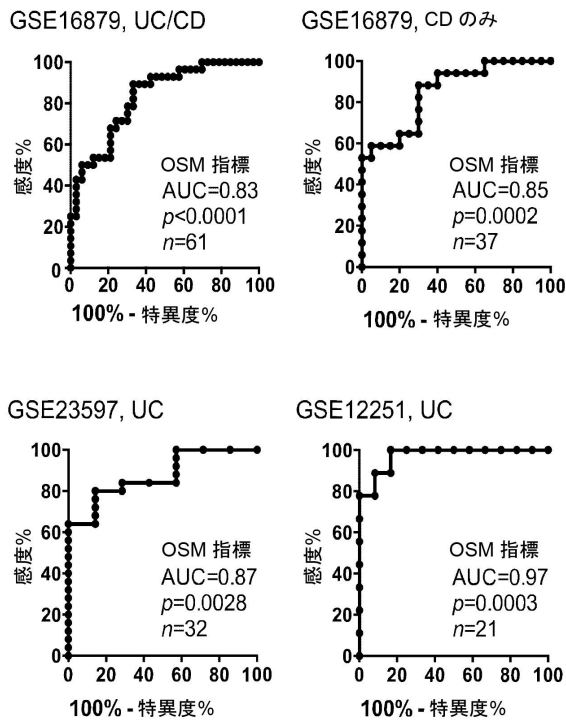 GSE16879, UC/CD
100
80
60
40
20
0
感度%
OSM 指標
AUC=0.83
p<0.0001
n=61
0 20 40 60 80 100
100% - 特異度%
GSE16879, CD のみ
100
80
60
40
20
0
感度%
OSM 指標
AUC=0.85
p=0.0002
n=37
0 20 40 60 80 100
100% - 特異度%
GSE23597, UC
100
80
60
40
20
0
感度%
OSM 指標
AUC=0.87
p=0.0028
n=32
0 20 40 60 80 100
100% - 特異度%
GSE12251, UC
100
80
60
40
20
0
感度%
OSM 指標
AUC=0.97
p=0.0003
n=21
0 20 40 60 80 100
100% - 特異度%